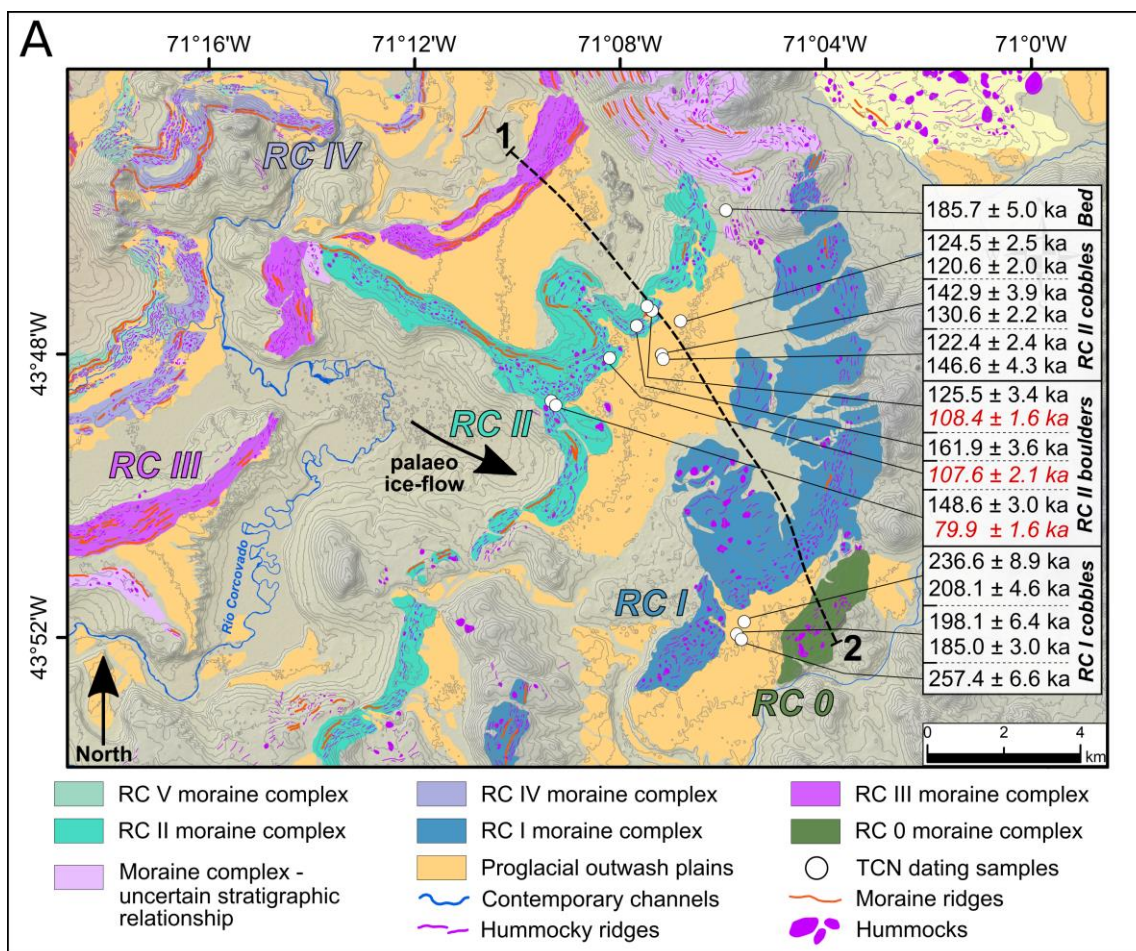 A
71°16'W 71°12'W 71°08'W 71°04'W 71°0'W
1
RC IV
185.7 ± 5.0 ka
Bed
124.5 ± 2.5 ka
120.6 ± 2.0 ka
142.9 ± 3.9 ka
130.6 ± 2.2 ka
122.4 ± 2.4 ka
146.6 ± 4.3 ka
RC II cobbles
43°48'W
125.5 ± 3.4 ka
108.4 ± 1.6 ka
161.9 ± 3.6 ka
107.6 ± 2.1 ka
148.6 ± 3.0 ka
79.9 ± 1.6 ka
RC II boulders
RC II
RC III
palaeo
ice-flow
Rio Corcovado
236.6 ± 8.9 ka
208.1 ± 4.6 ka
198.1 ± 6.4 ka
185.0 ± 3.0 ka
257.4 ± 6.6 ka
RC I cobbles
RC I
43°52'W
2
RC 0
North
0 2 4
km
RC V moraine complex
RC IV moraine complex
RC III moraine complex
RC II moraine complex
RC I moraine complex
RC 0 moraine complex
Moraine complex -
uncertain stratigraphic
relationship
Proglacial outwash plains
TCN dating samples
Contemporary channels
Moraine ridges
Hummocky ridges
Hummocks